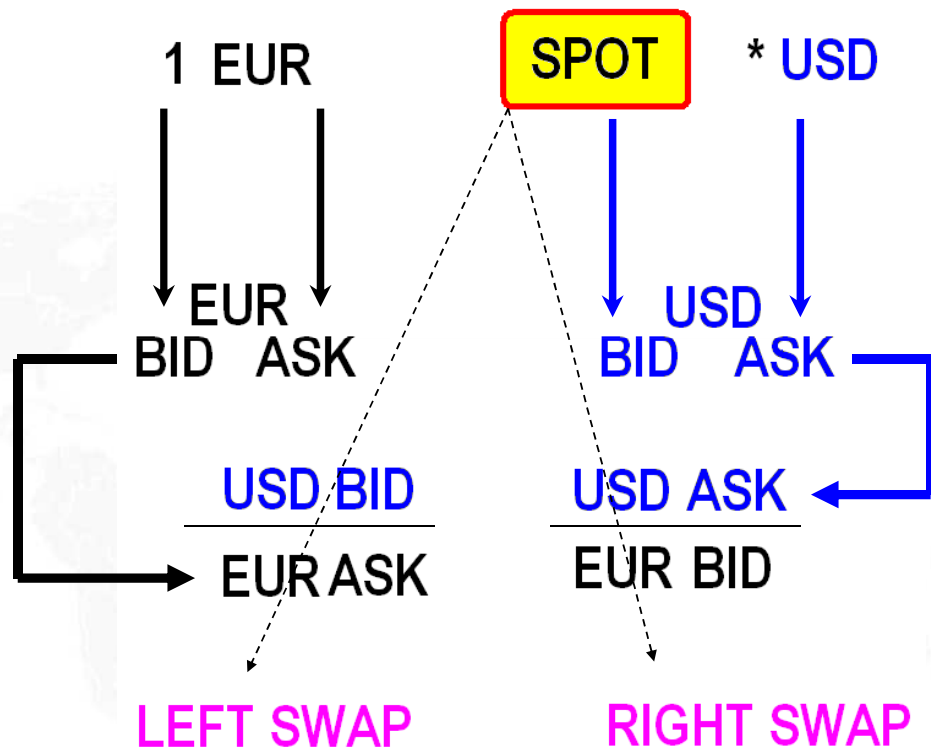 1 EUR SPOT * USD
EUR USD
BID ASK BID ASK
USD BID USD ASK
EUR ASK EUR BID
LEFT SWAP RIGHT SWAP